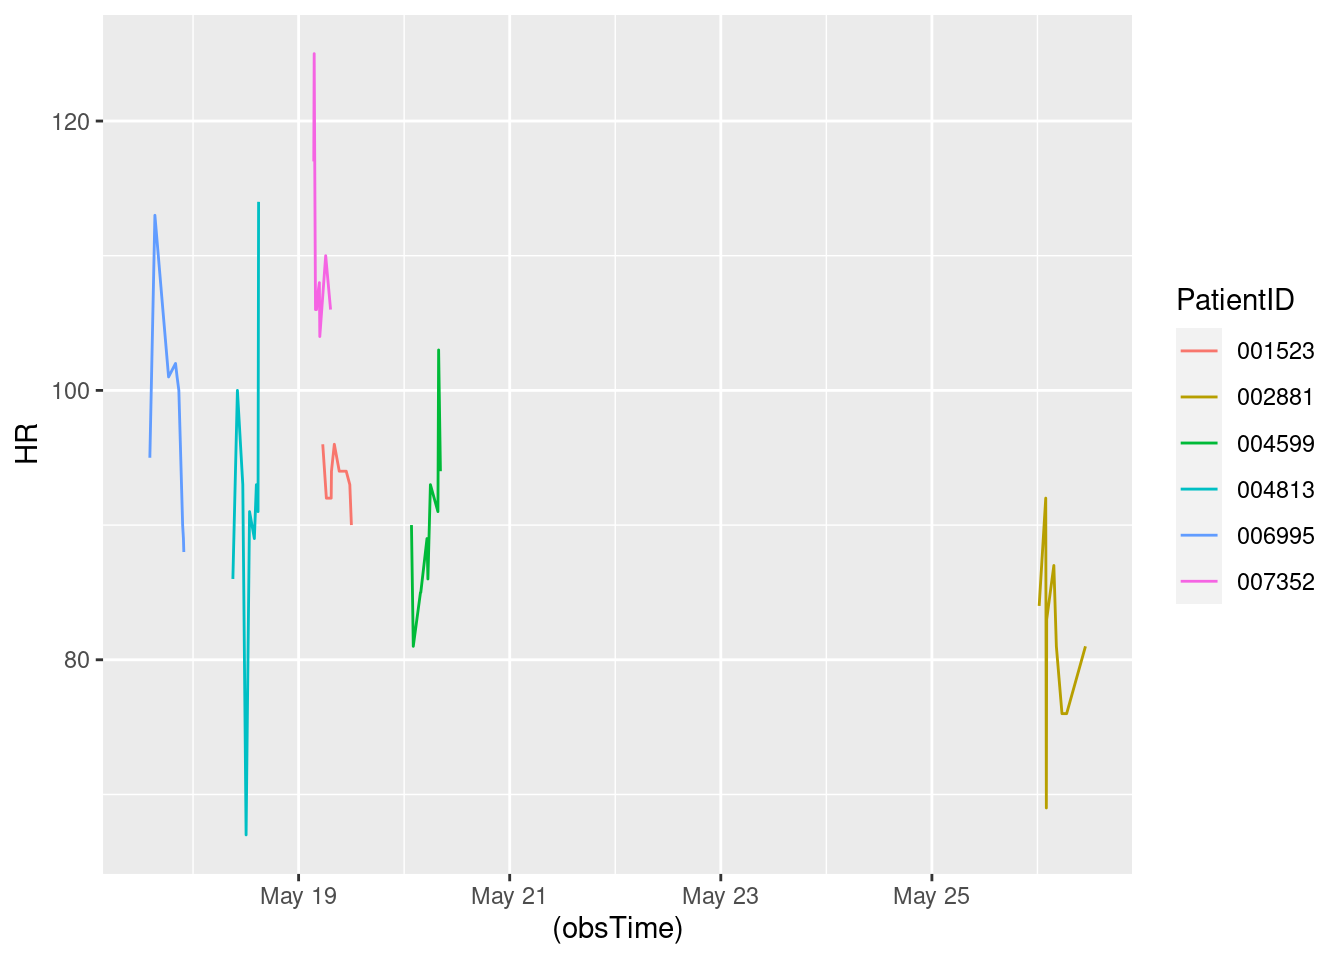 120
100
80
HR
May 19
May 21
May 23
May 25
(obsTime)
PatientID
001523
002881
004599
004813
006995
007352